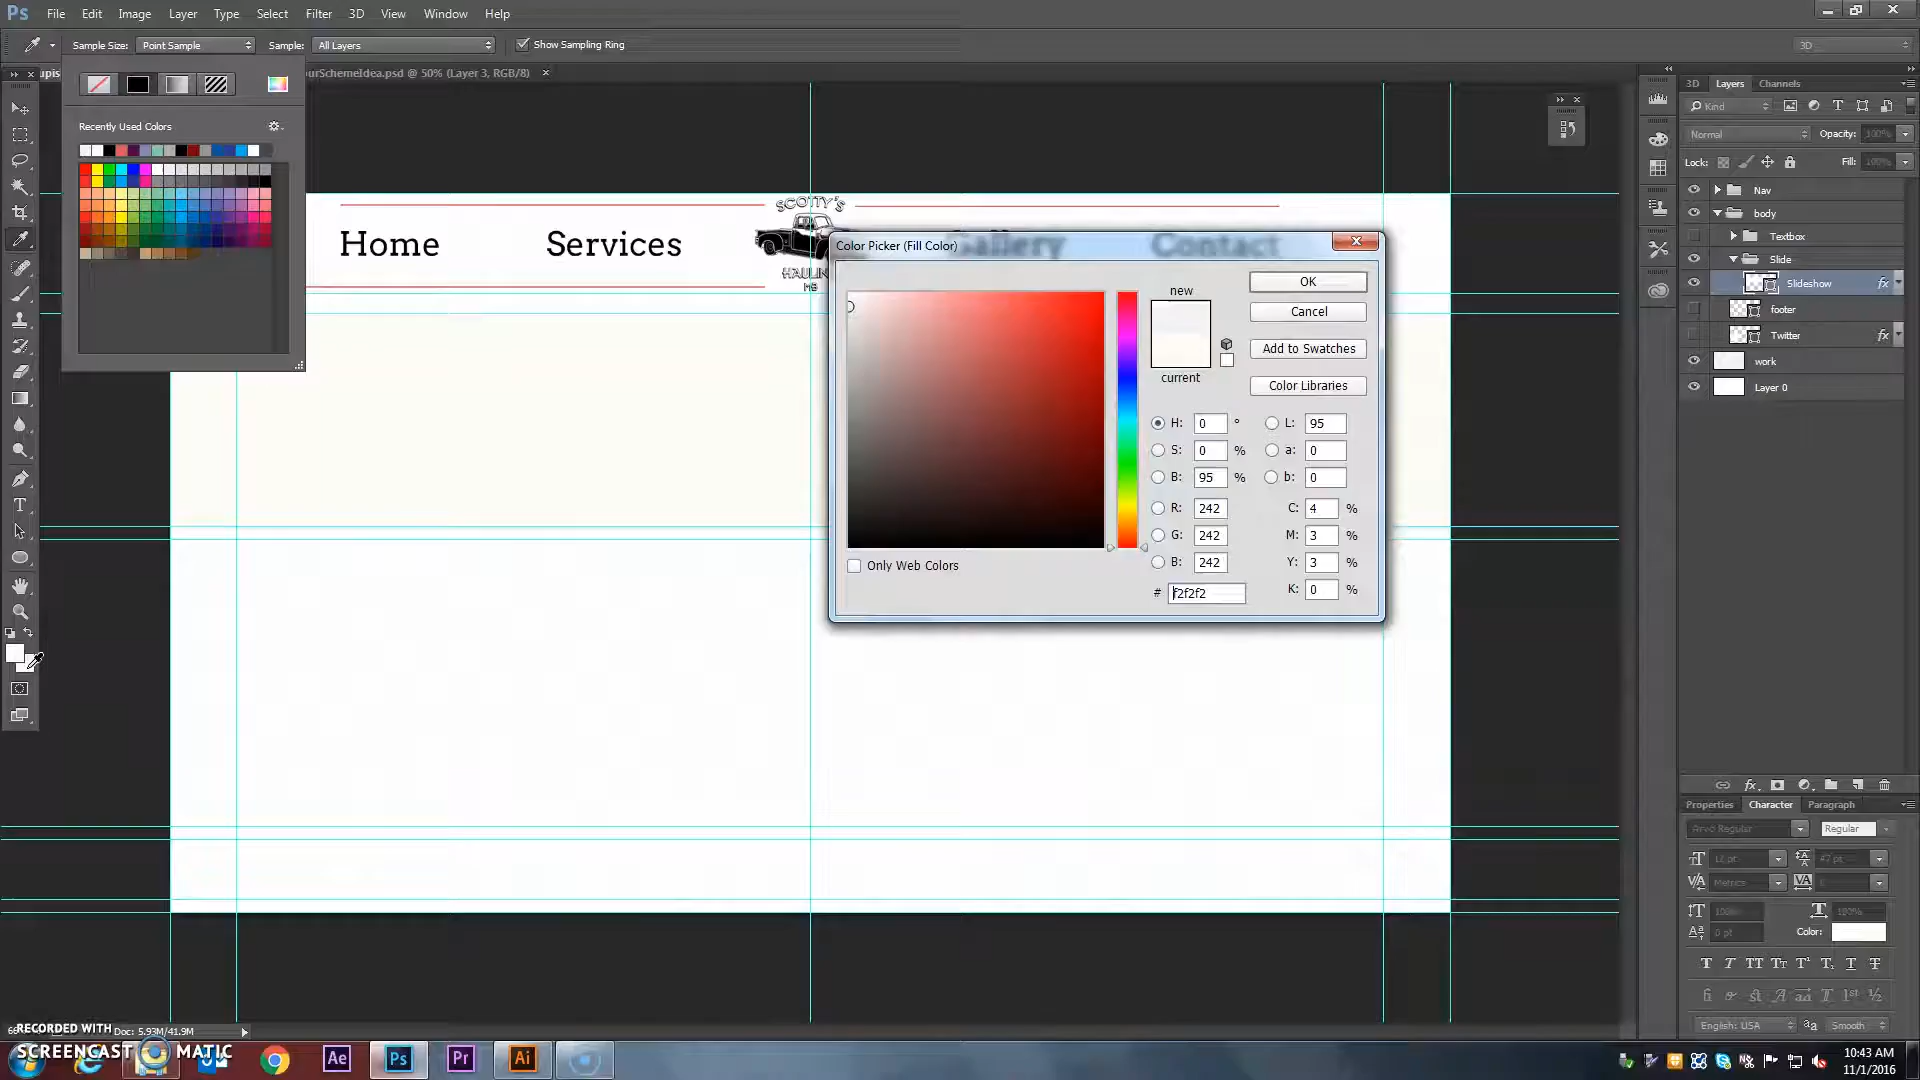 Ps File Edit Image Layer Type Select Filter 3D View Window Help
Sample Size: Point Sample Sample: All Layers Show Sampling Ring 3D
urSchemeIdea.psd @ 50% (Layer 3, RGB/8)
Recently Used Colors
Home Services Gallery Contact
SCOTTY'S
HAULIN
Color Picker (Fill Color)
new
current
OK
Cancel
Add to Swatches
Color Libraries
H: 0 ° L: 95
S: 0 % a: 0
B: 95 % b: 0
R: 242 C: 4 %
G: 242 M: 3 %
B: 242 Y: 3 %
# f2f2f2 K: 0 %
Only Web Colors
3D Layers Channels
Kind
Normal Opacity: 100%
Lock: Fill: 100%
Nav
body
Textbox
Slide
Slideshow fx
footer
Twitter fx
work
Layer 0
Properties Character Paragraph
Arvo Regular Regular
Metrics
100% 100%
0 pt Color:
English: USA Smooth
Doc: 5.93M/41.9M
RECORDED WITH
SCREENCAST MATIC
Ae Ps Pr Ai
10:43 AM
11/1/2016